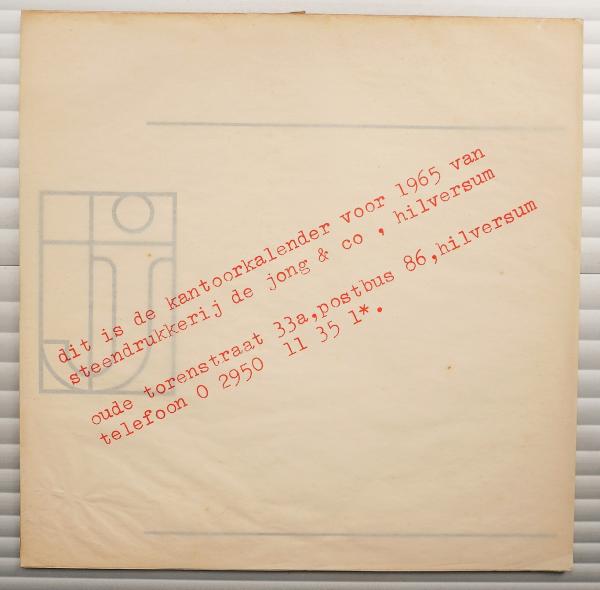 dit is de kantoorkalender voor 1965 van
steendrukkerij de jong & co , hilversum
oude torenstraat 33a,postbus 86,hilversum
telefoon 0 2950 11 35 1*.